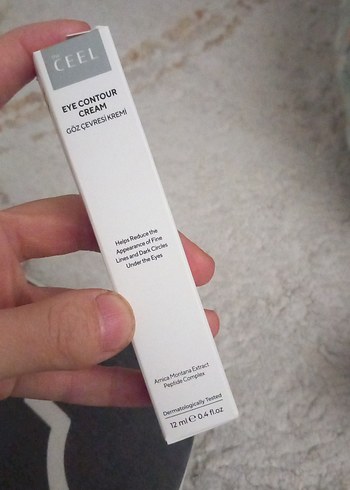 CEEL
EYE CONTOUR
CREAM
GÖZ ÇEVRESİ KREMİ
Helps Reduce the
Appearance of Fine
Lines and Dark Circles
Under the Eyes
Arnica Montana Extract
Peptide Complex
Dermatologically Tested
12 ml ℮ 0.4 fl.oz